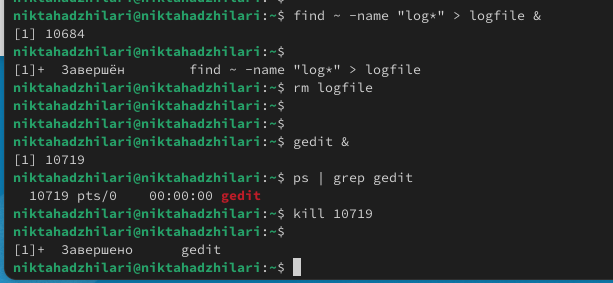 niktahadzhilari@niktahadzhilari:~$ find ~ -name "log*" > logfile &
[1] 10684
niktahadzhilari@niktahadzhilari:~$
[1]+  Завершён        find ~ -name "log*" > logfile
niktahadzhilari@niktahadzhilari:~$ rm logfile
niktahadzhilari@niktahadzhilari:~$
niktahadzhilari@niktahadzhilari:~$
niktahadzhilari@niktahadzhilari:~$ gedit &
[1] 10719
niktahadzhilari@niktahadzhilari:~$ ps | grep gedit
  10719 pts/0    00:00:00 gedit
niktahadzhilari@niktahadzhilari:~$ kill 10719
niktahadzhilari@niktahadzhilari:~$
[1]+  Завершено      gedit
niktahadzhilari@niktahadzhilari:~$